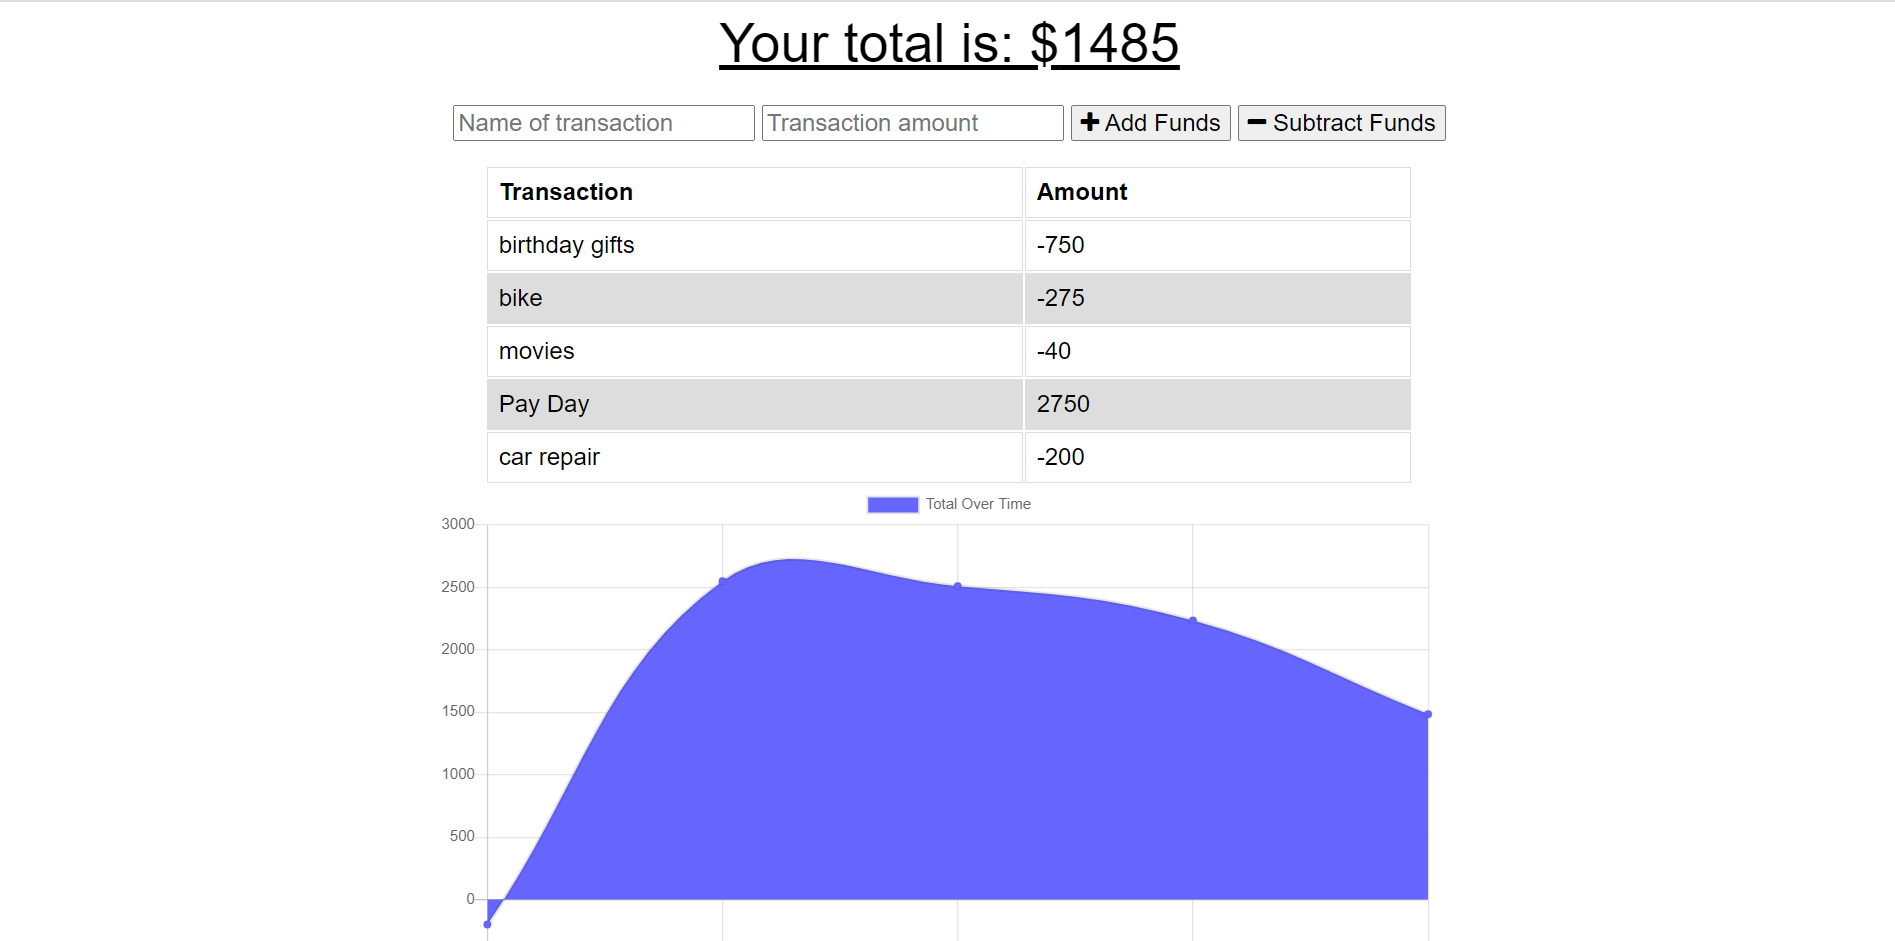 Your total is: $1485
Name of transaction Transaction amount Add Funds Subtract Funds
Transaction Amount
birthday gifts -750
bike -275
movies -40
Pay Day 2750
car repair -200
Total Over Time
3000
2500
2000
1500
1000
500
0